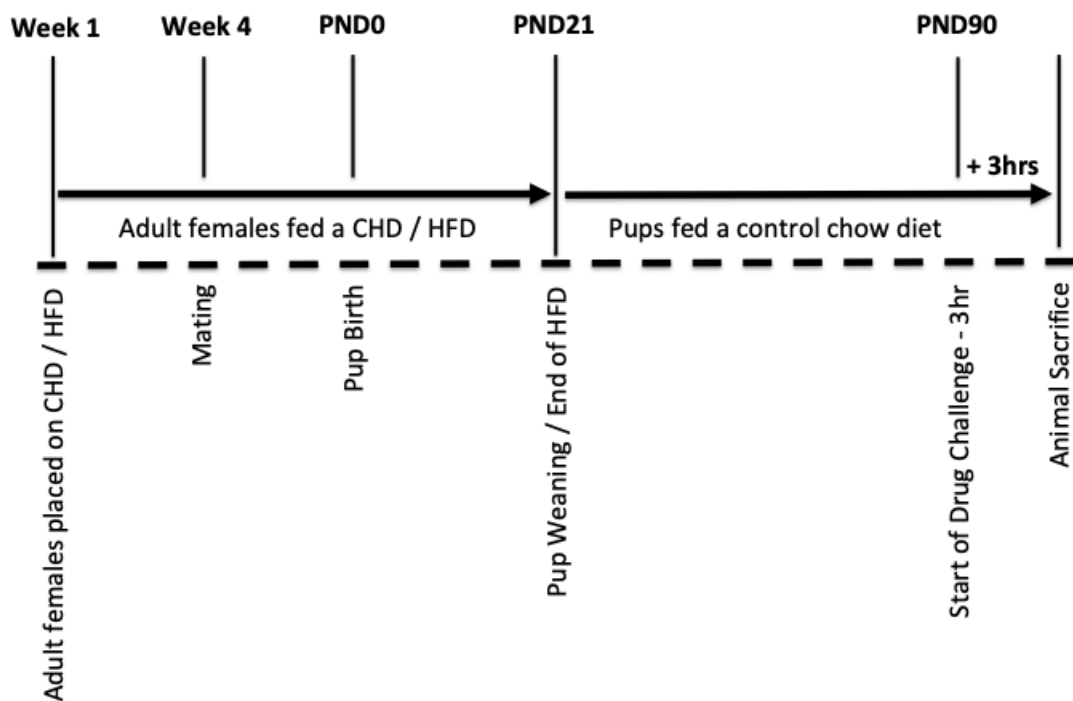 Week 1
Week 4
PND0
PND21
PND90
+ 3hrs
Adult females fed a CHD / HFD
Pups fed a control chow diet
Adult females placed on CHD / HFD
Mating
Pup Birth
Pup Weaning / End of HFD
Start of Drug Challenge - 3hr
Animal Sacrifice